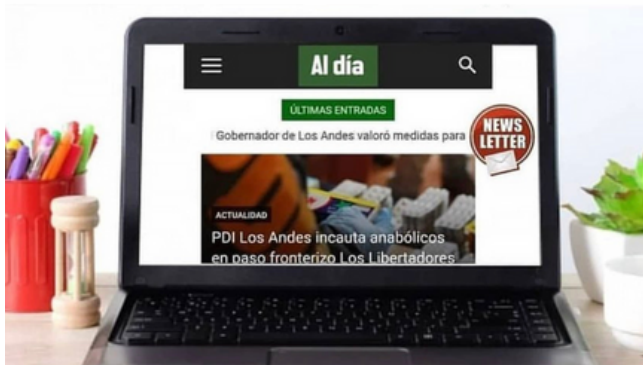 Al día
ÚLTIMAS ENTRADAS
Gobernador de Los Andes valoró medidas para
NEWS
LETTER
ACTUALIDAD
PDI Los Andes incauta anabólicos
en paso fronterizo Los Libertadores